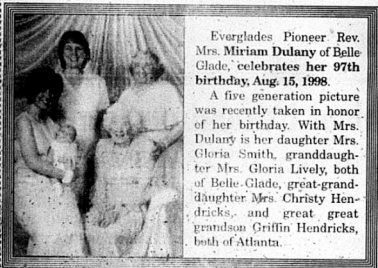 Everglades Pioneer Rev.
Mrs. Miriam Dulany of Belle
Glade, celebrates her 97th
birthday, Aug. 15, 1998.
A five generation picture
was recently taken in honor
of her birthday. With Mrs.
Dulany is her daughter Mrs.
Gloria Smith, granddaugh-
ter Mrs. Gloria Lively, both
of Belle Glade, great-grand-
daughter Mrs. Christy Hen-
dricks, and great great
grandson Griffin Hendricks,
both of Atlanta.